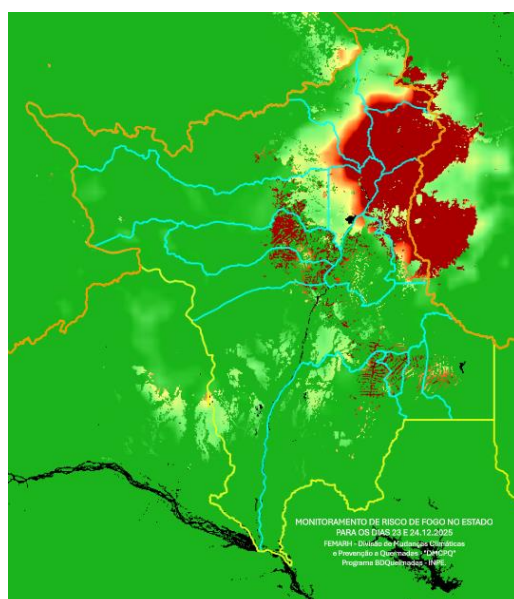 MONITORAMENTO DE RISCO DE FOGO NO ESTADO
PARA OS DIAS 23 E 24.12.2025
FEMARH - Divisão de Mudanças Climáticas
e Prevenção a Queimadas - "DMCPQ"
Programa BDQueimadas - INPE.